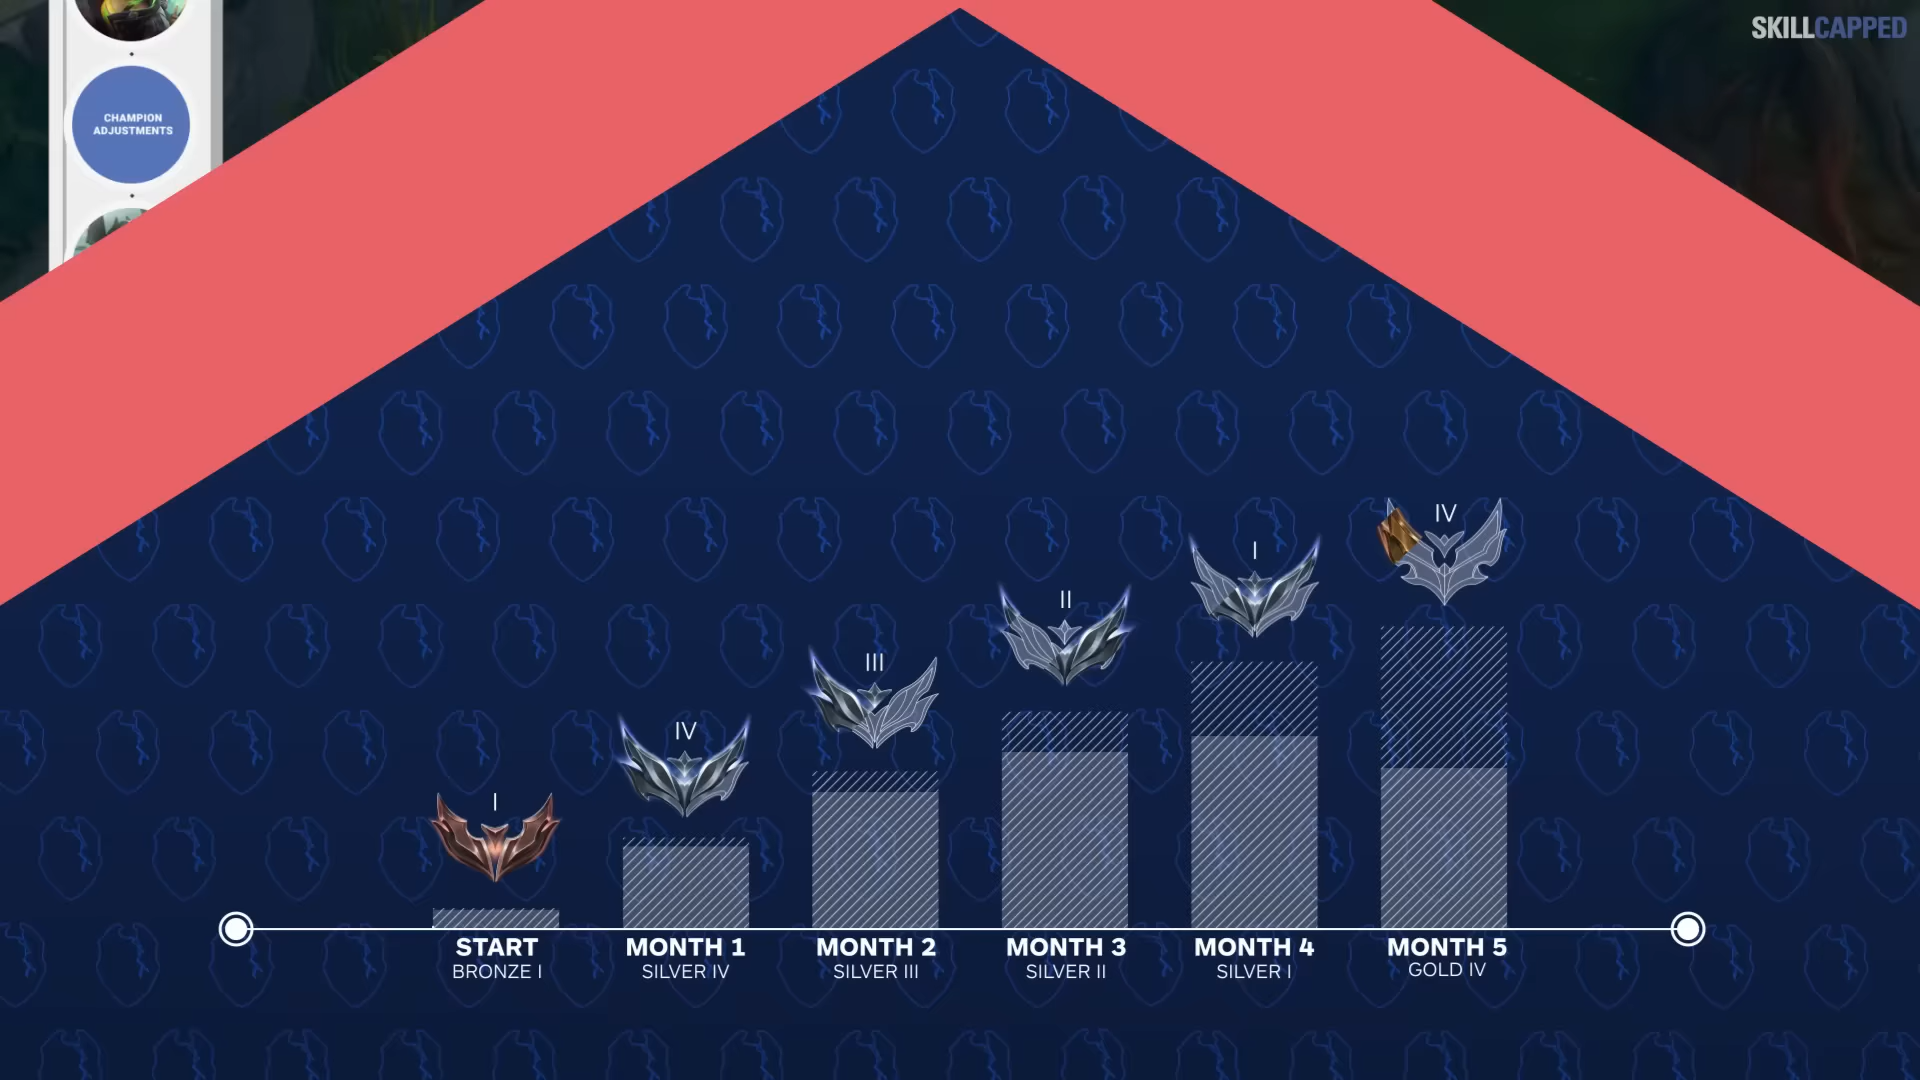 SKILLCAPPED
CHAMPION
ADJUSTMENTS
IV
I
II
III
IV
I
START
BRONZE I
MONTH 1
SILVER IV
MONTH 2
SILVER III
MONTH 3
SILVER II
MONTH 4
SILVER I
MONTH 5
GOLD IV